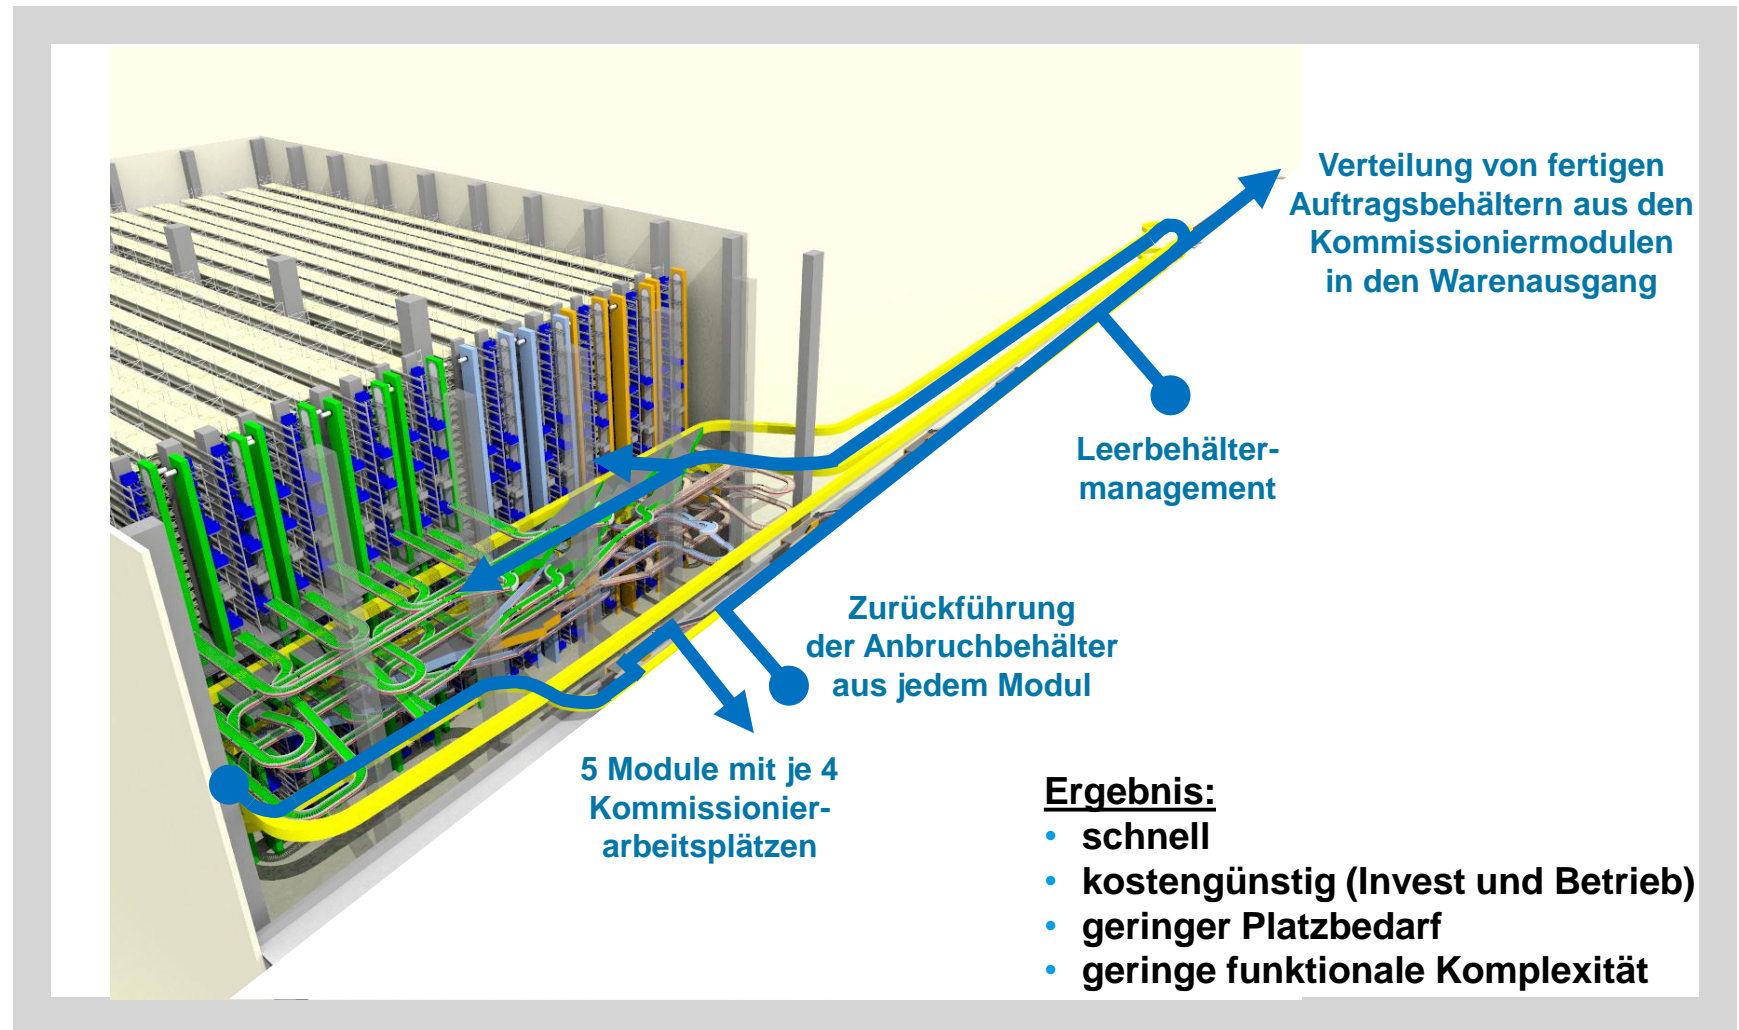 Verteilung von fertigen
Auftragsbehältern aus den
Kommissioniermodulen
in den Warenausgang
Leerbehälter-
management
Zurückführung
der Anbruchbehälter
aus jedem Modul
5 Module mit je 4
Kommissionier-
arbeitsplätzen
Ergebnis:
• schnell
• kostengünstig (Invest und Betrieb)
• geringer Platzbedarf
• geringe funktionale Komplexität